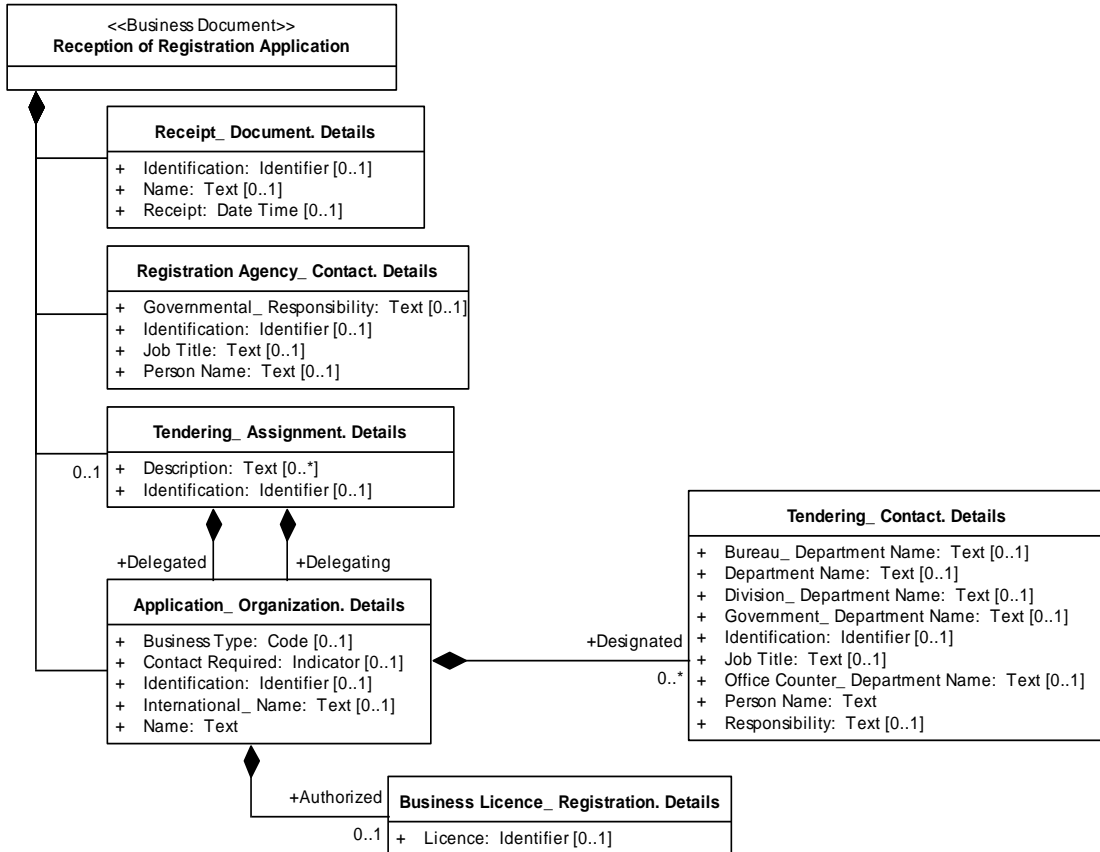 <<Business Document>>
Reception of Registration Application
Receipt_ Document. Details
+ Identification: Identifier [0..1]
+ Name: Text [0..1]
+ Receipt: Date Time [0..1]
Registration Agency_ Contact. Details
+ Governmental_ Responsibility: Text [0..1]
+ Identification: Identifier [0..1]
+ Job Title: Text [0..1]
+ Person Name: Text [0..1]
Tendering_ Assignment. Details
0..1
+ Description: Text [0..*]
+ Identification: Identifier [0..1]
+Delegated
+Delegating
Application_ Organization. Details
+ Business Type: Code [0..1]
+ Contact Required: Indicator [0..1]
+ Identification: Identifier [0..1]
+ International_ Name: Text [0..1]
+ Name: Text
+Designated
0..*
Tendering_ Contact. Details
+ Bureau_ Department Name: Text [0..1]
+ Department Name: Text [0..1]
+ Division_ Department Name: Text [0..1]
+ Government_ Department Name: Text [0..1]
+ Identification: Identifier [0..1]
+ Job Title: Text [0..1]
+ Office Counter_ Department Name: Text [0..1]
+ Person Name: Text
+ Responsibility: Text [0..1]
+Authorized
0..1
Business Licence_ Registration. Details
+ Licence: Identifier [0..1]